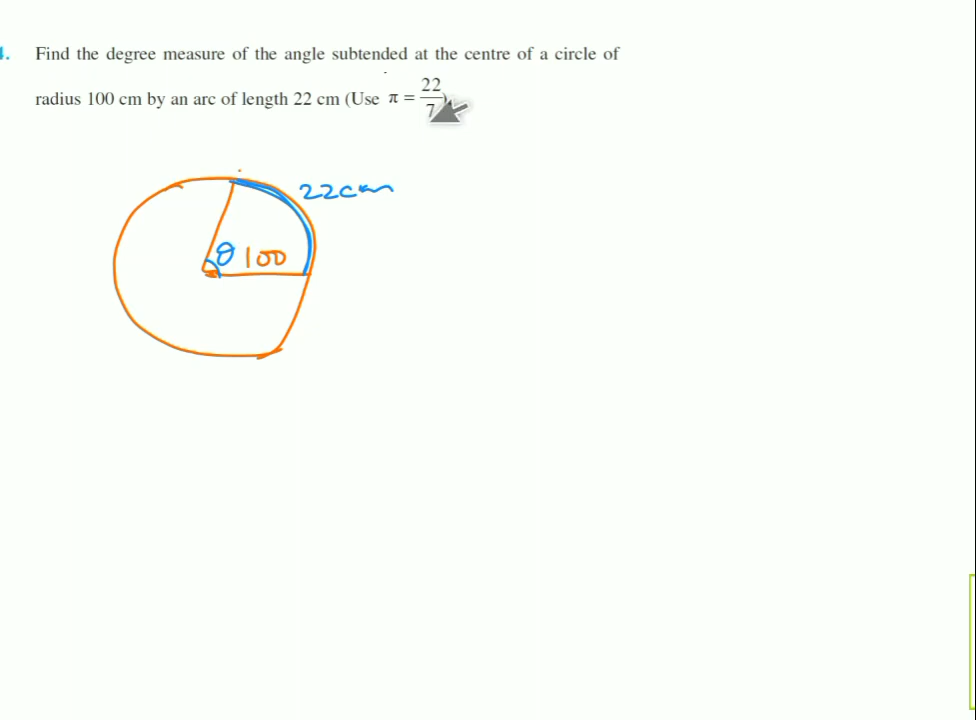 Find the degree measure of the angle subtended at the centre of a circle of
radius 100 cm by an arc of length 22 cm (Use π = 22/7)
22cm
θ 100